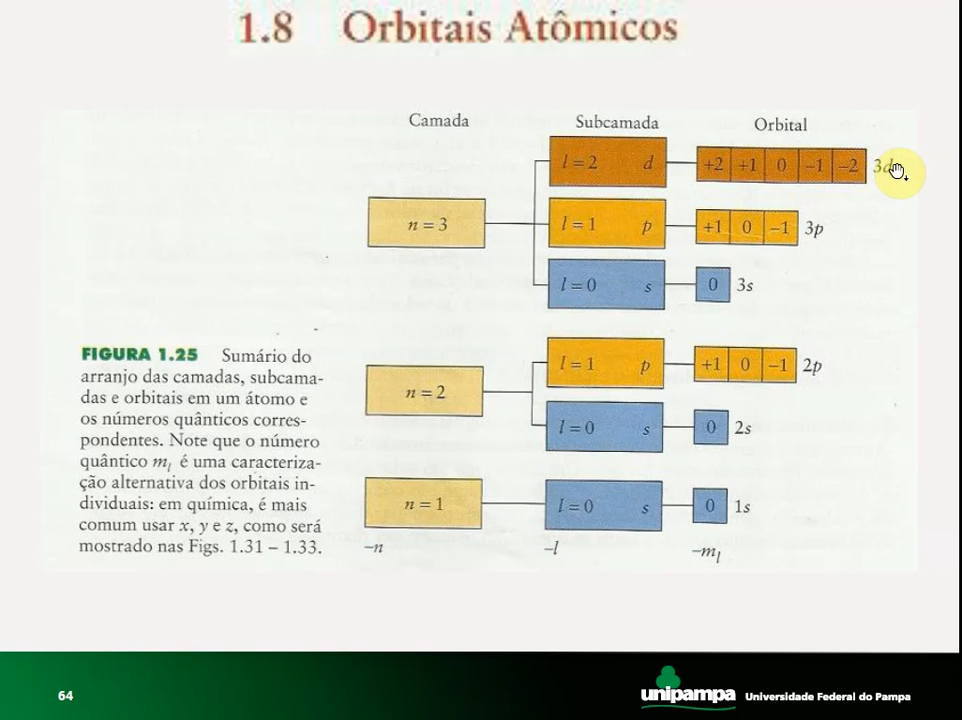 1.8 Orbitais Atômicos
Camada Subcamada Orbital
l = 2 d +2 +1 0 –1 –2 3d
n = 3 l = 1 p +1 0 –1 3p
l = 0 s 0 3s
l = 1 p +1 0 –1 2p
n = 2
l = 0 s 0 2s
n = 1 l = 0 s 0 1s
–n –l –ml
FIGURA 1.25 Sumário do
arranjo das camadas, subcama-
das e orbitais em um átomo e
os números quânticos corres-
pondentes. Note que o número
quântico ml é uma caracteriza-
ção alternativa dos orbitais in-
dividuais: em química, é mais
comum usar x, y e z, como será
mostrado nas Figs. 1.31 – 1.33.
64
unipampa Universidade Federal do Pampa